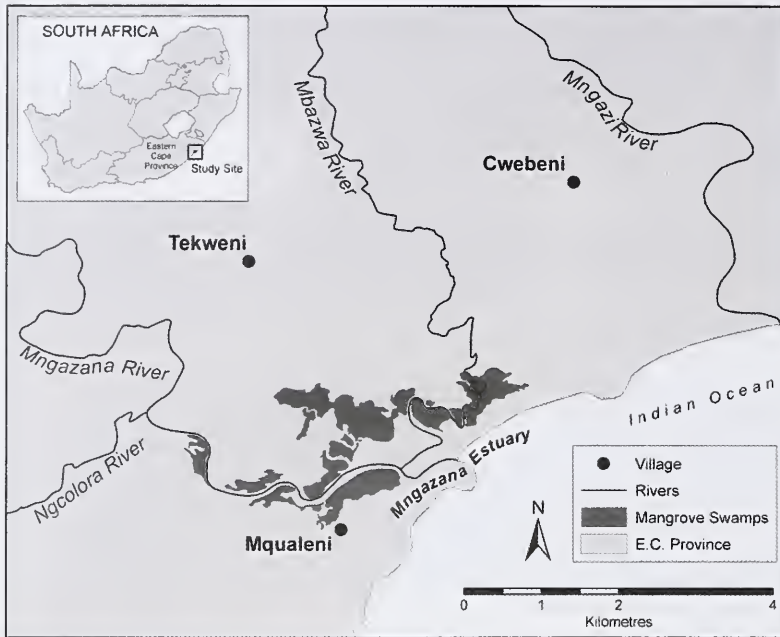 SOUTH AFRICA
Eastern
Cape
Province
Study Site
Mbazwa River
Mngazi River
Cwebeni
Tekweni
Mngazana River
Ngcolora River
Mngazana Estuary
Mqualeni
Indian Ocean
N
Village
Rivers
Mangrove Swamps
E.C. Province
0 1 2 4
Kilometres